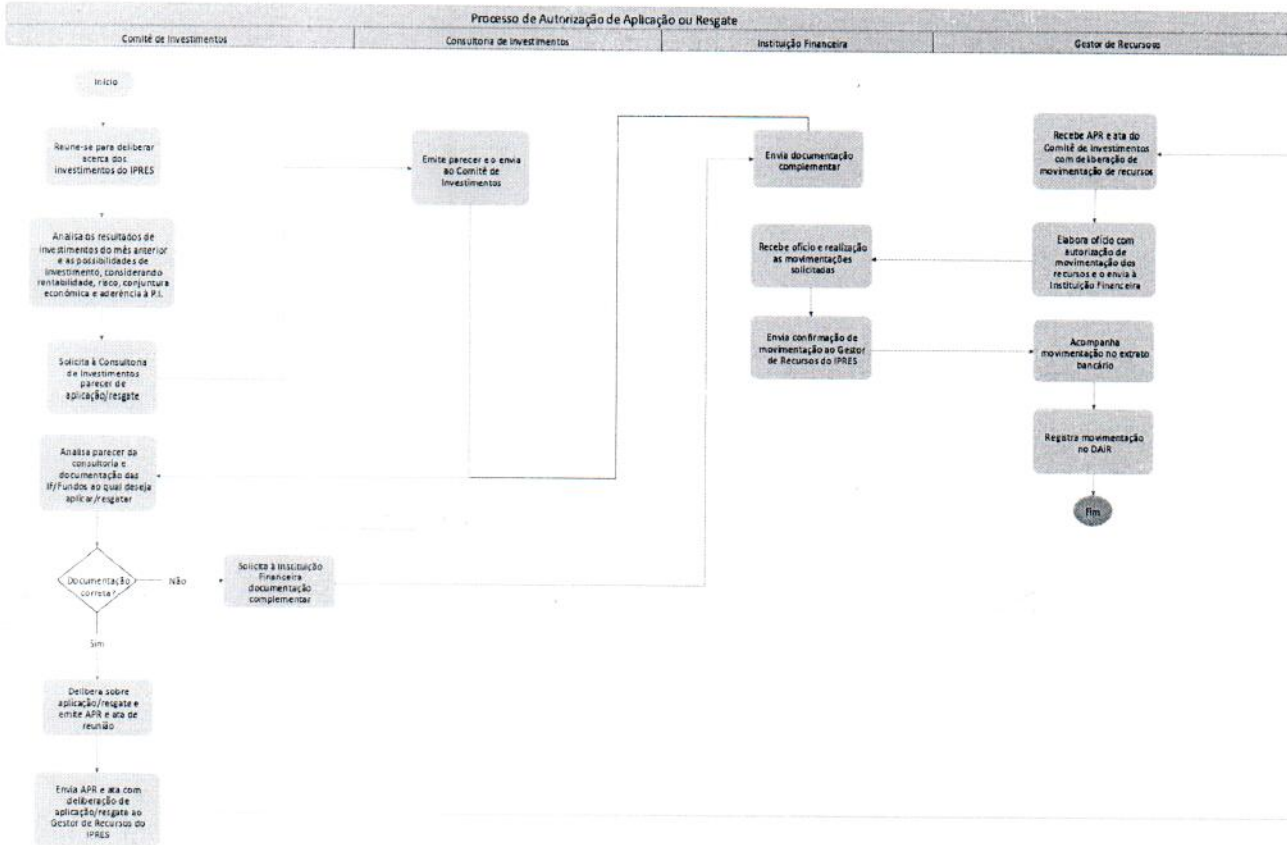 Processo de Autorização de Aplicação ou Resgate
Comitê de Investimentos
Consultoria de Investimentos
Instituição Financeira
Gestor de Recursos
Início
Reune-se para deliberar
acerca dos
investimentos do IPRES
Analisa os resultados de
investimentos do mês anterior
e as possibilidades de
investimento, considerando
rentabilidade, risco, conjuntura
econômica e aderência à P.I.
Solicita à Consultoria
de Investimentos
parecer de
aplicação/resgate
Analisa parecer da
consultoria e
documentação das
IF/Fundos ao qual deseja
aplicar/resgatar
Documentação
correta?
Não
Sim
Delibera sobre
aplicação/resgate e
emite APR e ata de
reunião
Envia APR e ata com
deliberação de
aplicação/resgate ao
Gestor de Recursos do
IPRES
Solicita à Instituição
Financeira
documentação
complementar
Emite parecer e o envia
ao Comitê de
Investimentos
Envia documentação
complementar
Recebe ofício e realização
as movimentações
solicitadas
Envia confirmação de
movimentação ao Gestor
de Recursos do IPRES
Recebe APR e ata do
Comitê de Investimentos
com deliberação de
movimentação de recursos
Elabora ofício com
autorização de
movimentação dos
recursos e o envia à
Instituição Financeira
Acompanha
movimentação no extrato
bancário
Registra movimentação
no DAIR
Fim